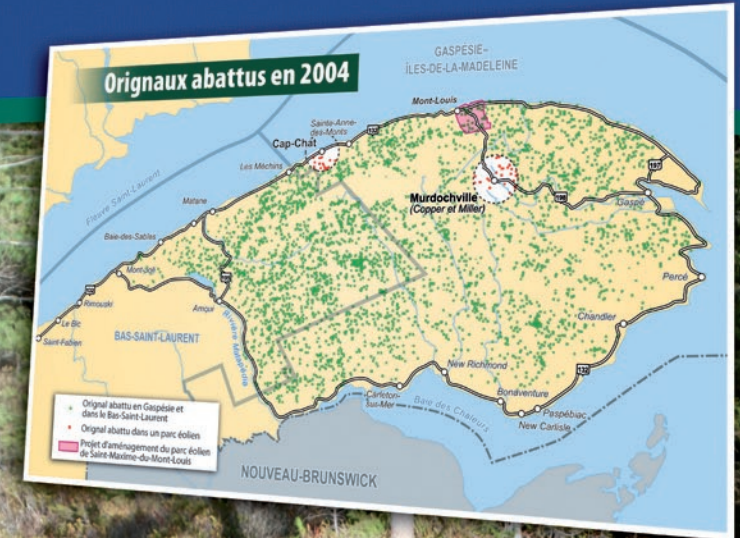 Orignaux abattus en 2004
GASPÉSIE–
ÎLES-DE-LA-MADELEINE
Mont-Louis
Sainte-Anne-
des-Monts
132
Cap-Chat
Les Méchins
197
Murdochville
(Copper et Miller)
198
Gaspé
Fleuve Saint-Laurent
Matane
Baie-des-Sables
Mont-Joli
Percé
Rimouski
Amqui
Chandler
Le Bic
BAS-SAINT-LAURENT
Rivière Matapédia
Saint-Fabien
New Richmond
132
Bonaventure
Carleton-
sur-Mer
Baie des Chaleurs
Paspébiac
New Carlisle
Orignal abattu en Gaspésie et
dans le Bas-Saint-Laurent
Orignal abattu dans un parc éolien
Projet d'aménagement du parc éolien
de Saint-Maxime-du-Mont-Louis
NOUVEAU-BRUNSWICK